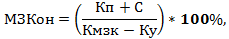 МЗКон = (Кп + С / Кмзк − Ку) * 100%,